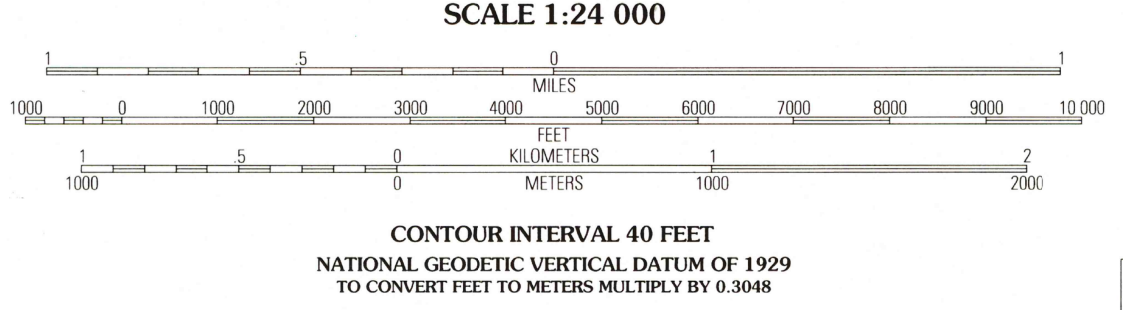 SCALE 1:24 000
1 .5 0 1
MILES
1000 0 1000 2000 3000 4000 5000 6000 7000 8000 9000 10 000
FEET
1 .5 0 KILOMETERS 1 2
1000 0 METERS 1000 2000
CONTOUR INTERVAL 40 FEET
NATIONAL GEODETIC VERTICAL DATUM OF 1929
TO CONVERT FEET TO METERS MULTIPLY BY 0.3048